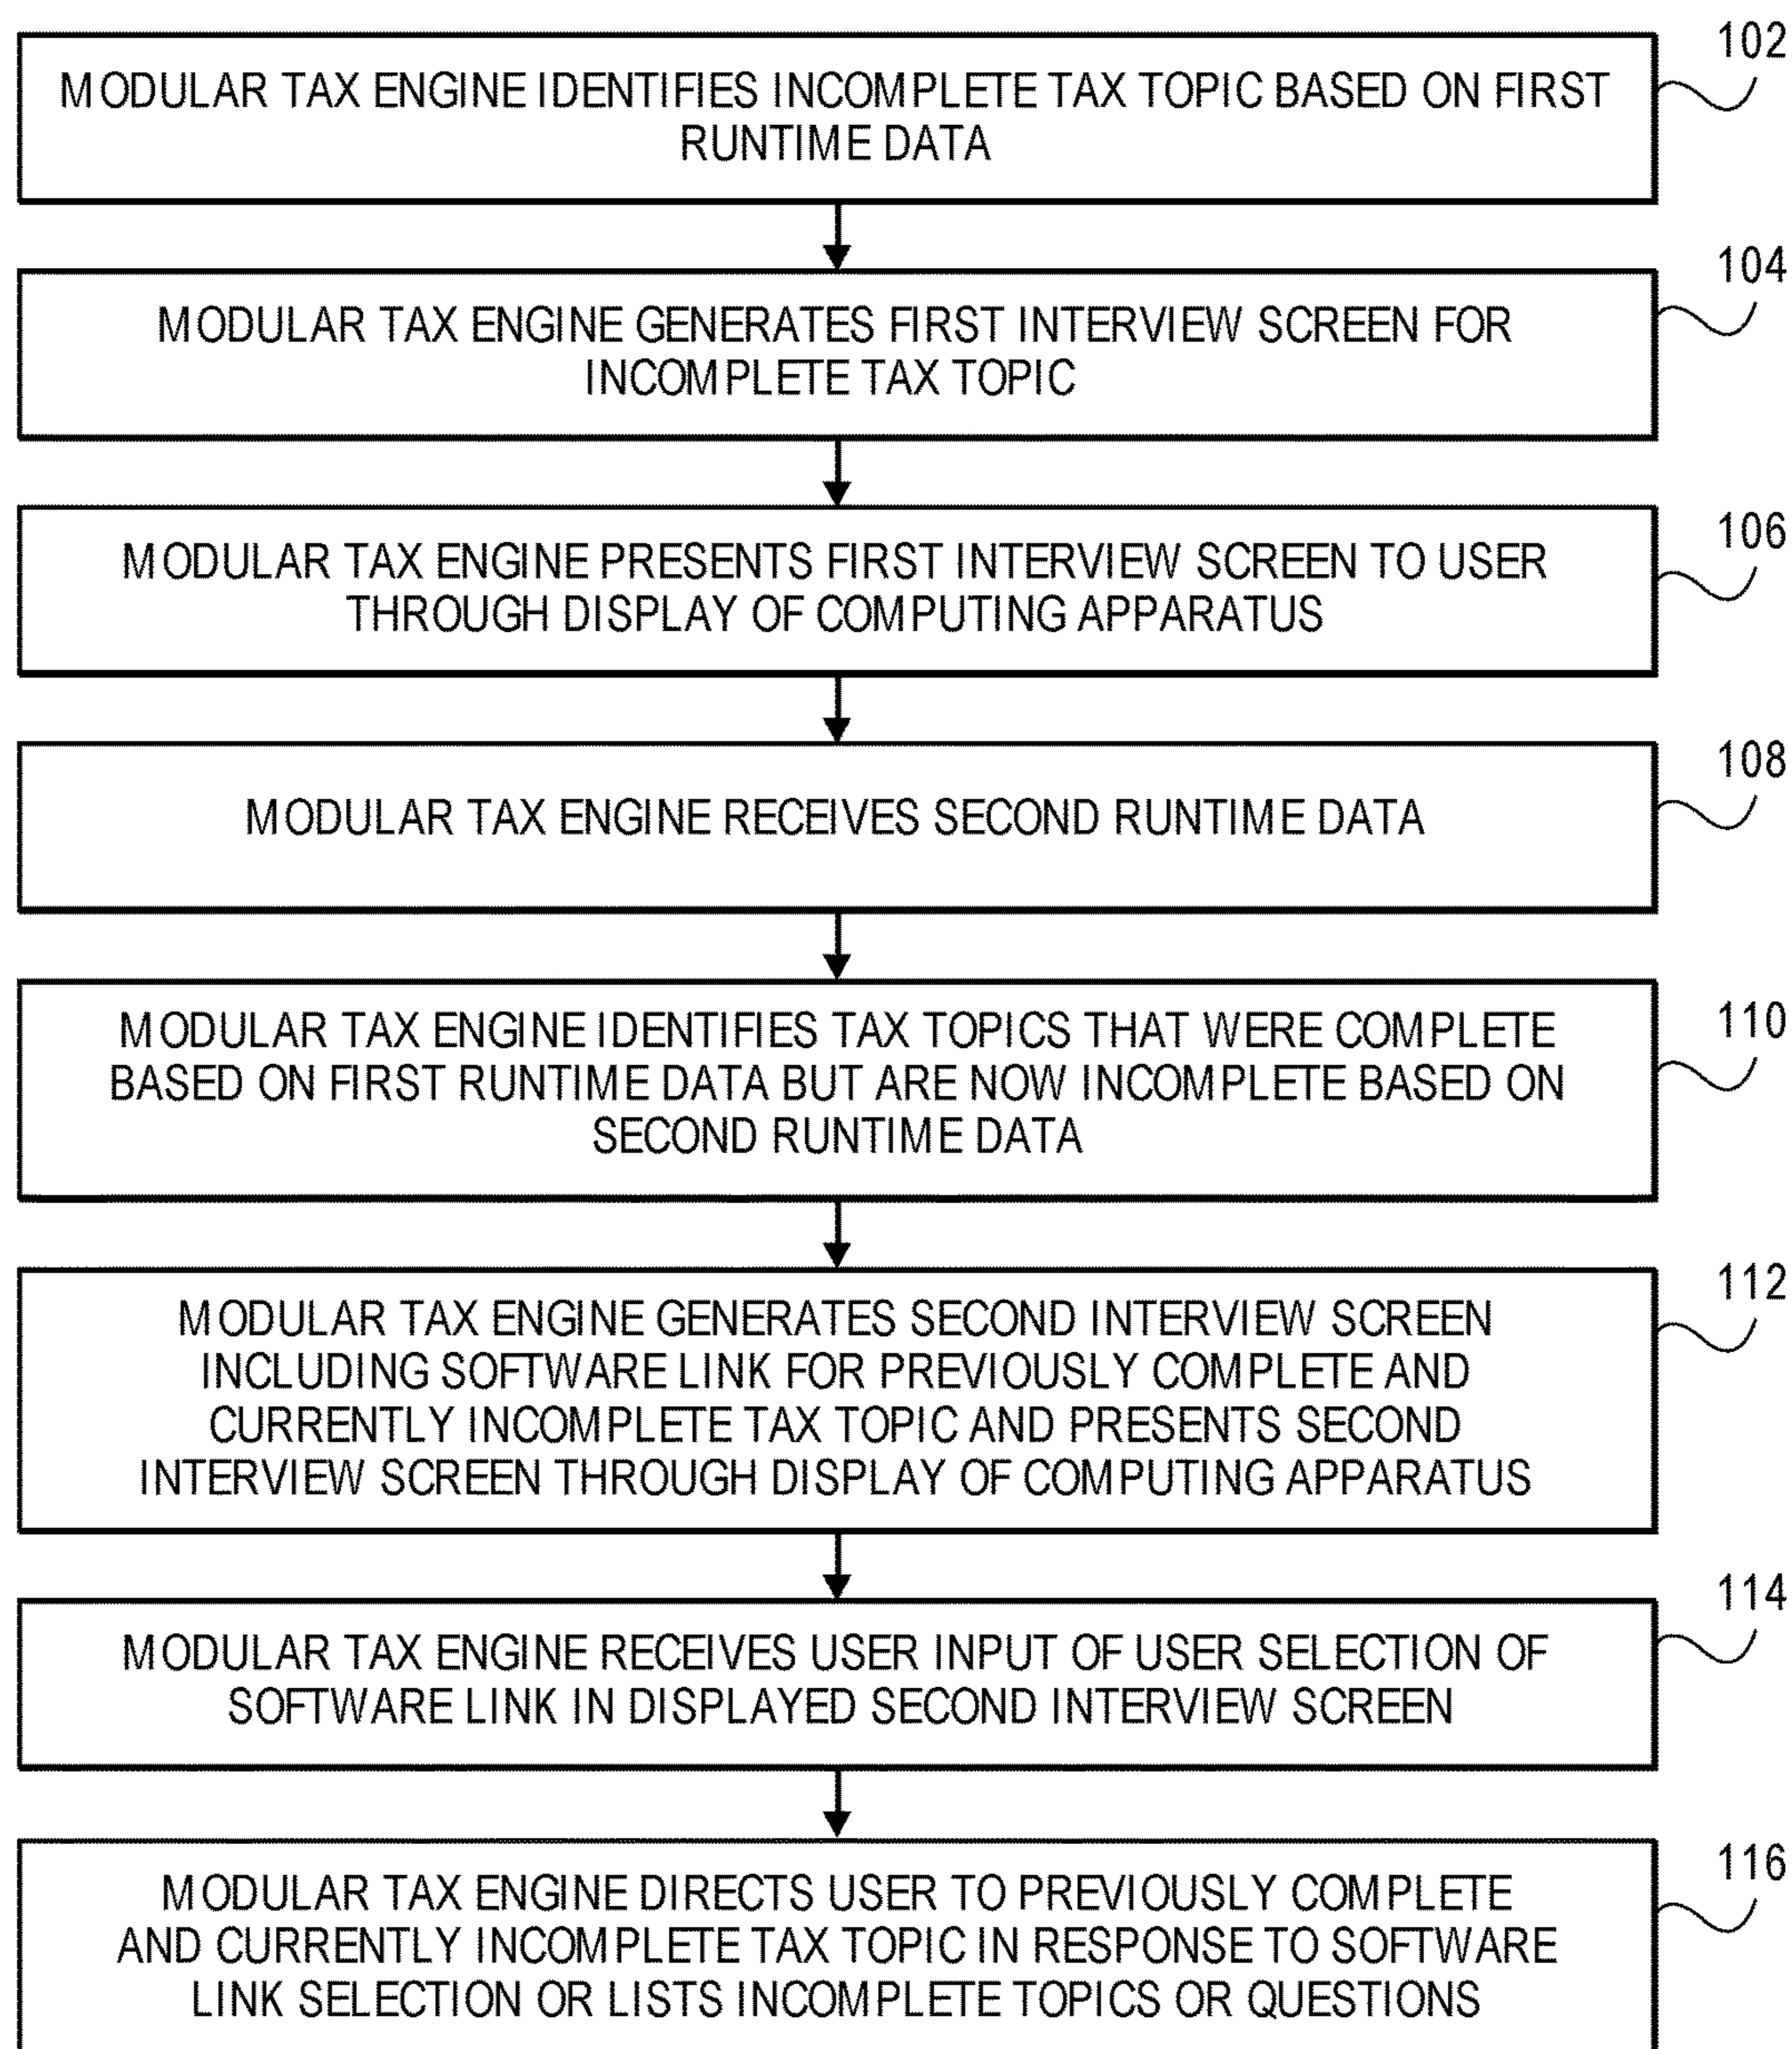 102
MODULAR TAX ENGINE IDENTIFIES INCOMPLETE TAX TOPIC BASED ON FIRST
RUNTIME DATA
104
MODULAR TAX ENGINE GENERATES FIRST INTERVIEW SCREEN FOR
INCOMPLETE TAX TOPIC
106
MODULAR TAX ENGINE PRESENTS FIRST INTERVIEW SCREEN TO USER
THROUGH DISPLAY OF COMPUTING APPARATUS
108
MODULAR TAX ENGINE RECEIVES SECOND RUNTIME DATA
110
MODULAR TAX ENGINE IDENTIFIES TAX TOPICS THAT WERE COMPLETE
BASED ON FIRST RUNTIME DATA BUT ARE NOW INCOMPLETE BASED ON
SECOND RUNTIME DATA
112
MODULAR TAX ENGINE GENERATES SECOND INTERVIEW SCREEN
INCLUDING SOFTWARE LINK FOR PREVIOUSLY COMPLETE AND
CURRENTLY INCOMPLETE TAX TOPIC AND PRESENTS SECOND
INTERVIEW SCREEN THROUGH DISPLAY OF COMPUTING APPARATUS
114
MODULAR TAX ENGINE RECEIVES USER INPUT OF USER SELECTION OF
SOFTWARE LINK IN DISPLAYED SECOND INTERVIEW SCREEN
116
MODULAR TAX ENGINE DIRECTS USER TO PREVIOUSLY COMPLETE
AND CURRENTLY INCOMPLETE TAX TOPIC IN RESPONSE TO SOFTWARE
LINK SELECTION OR LISTS INCOMPLETE TOPICS OR QUESTIONS